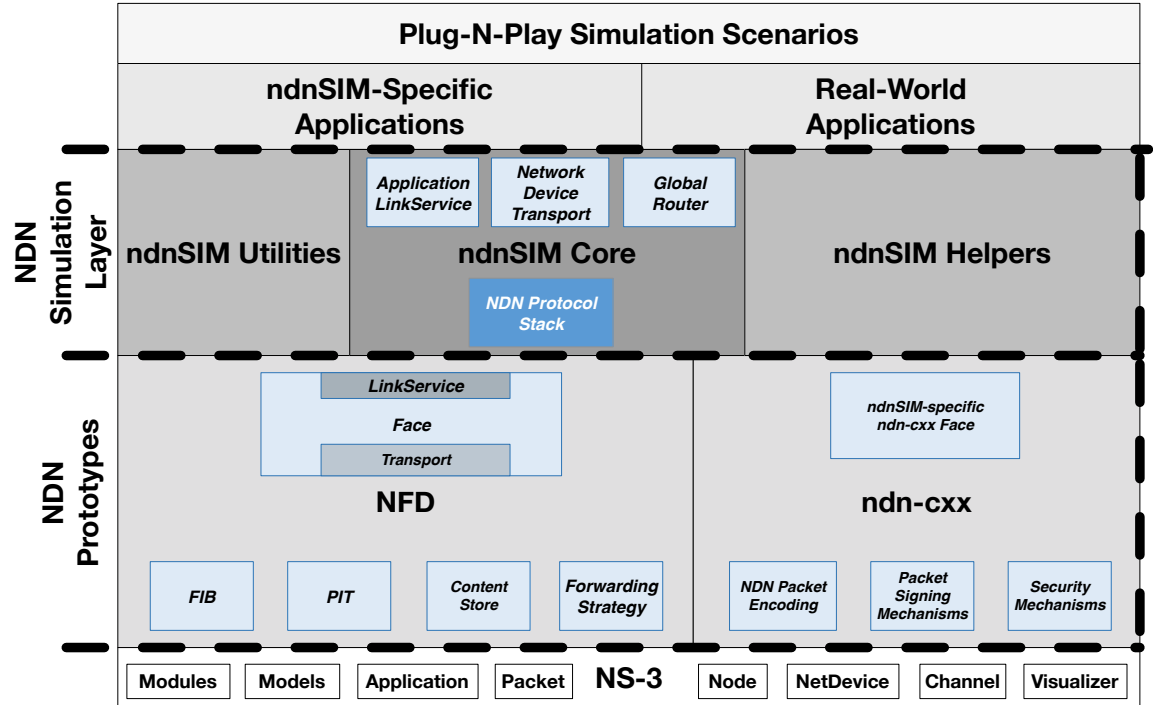 Plug-N-Play Simulation Scenarios
ndnSIM-Specific
Applications
Real-World
Applications
NDN
Simulation
Layer
Application
LinkService
Network
Device
Transport
Global
Router
ndnSIM Utilities
ndnSIM Core
ndnSIM Helpers
NDN Protocol
Stack
NDN
Prototypes
LinkService
Face
Transport
NFD
ndnSIM-specific
ndn-cxx Face
ndn-cxx
FIB
PIT
Content
Store
Forwarding
Strategy
NDN Packet
Encoding
Packet
Signing
Mechanisms
Security
Mechanisms
Modules
Models
Application
Packet
NS-3
Node
NetDevice
Channel
Visualizer